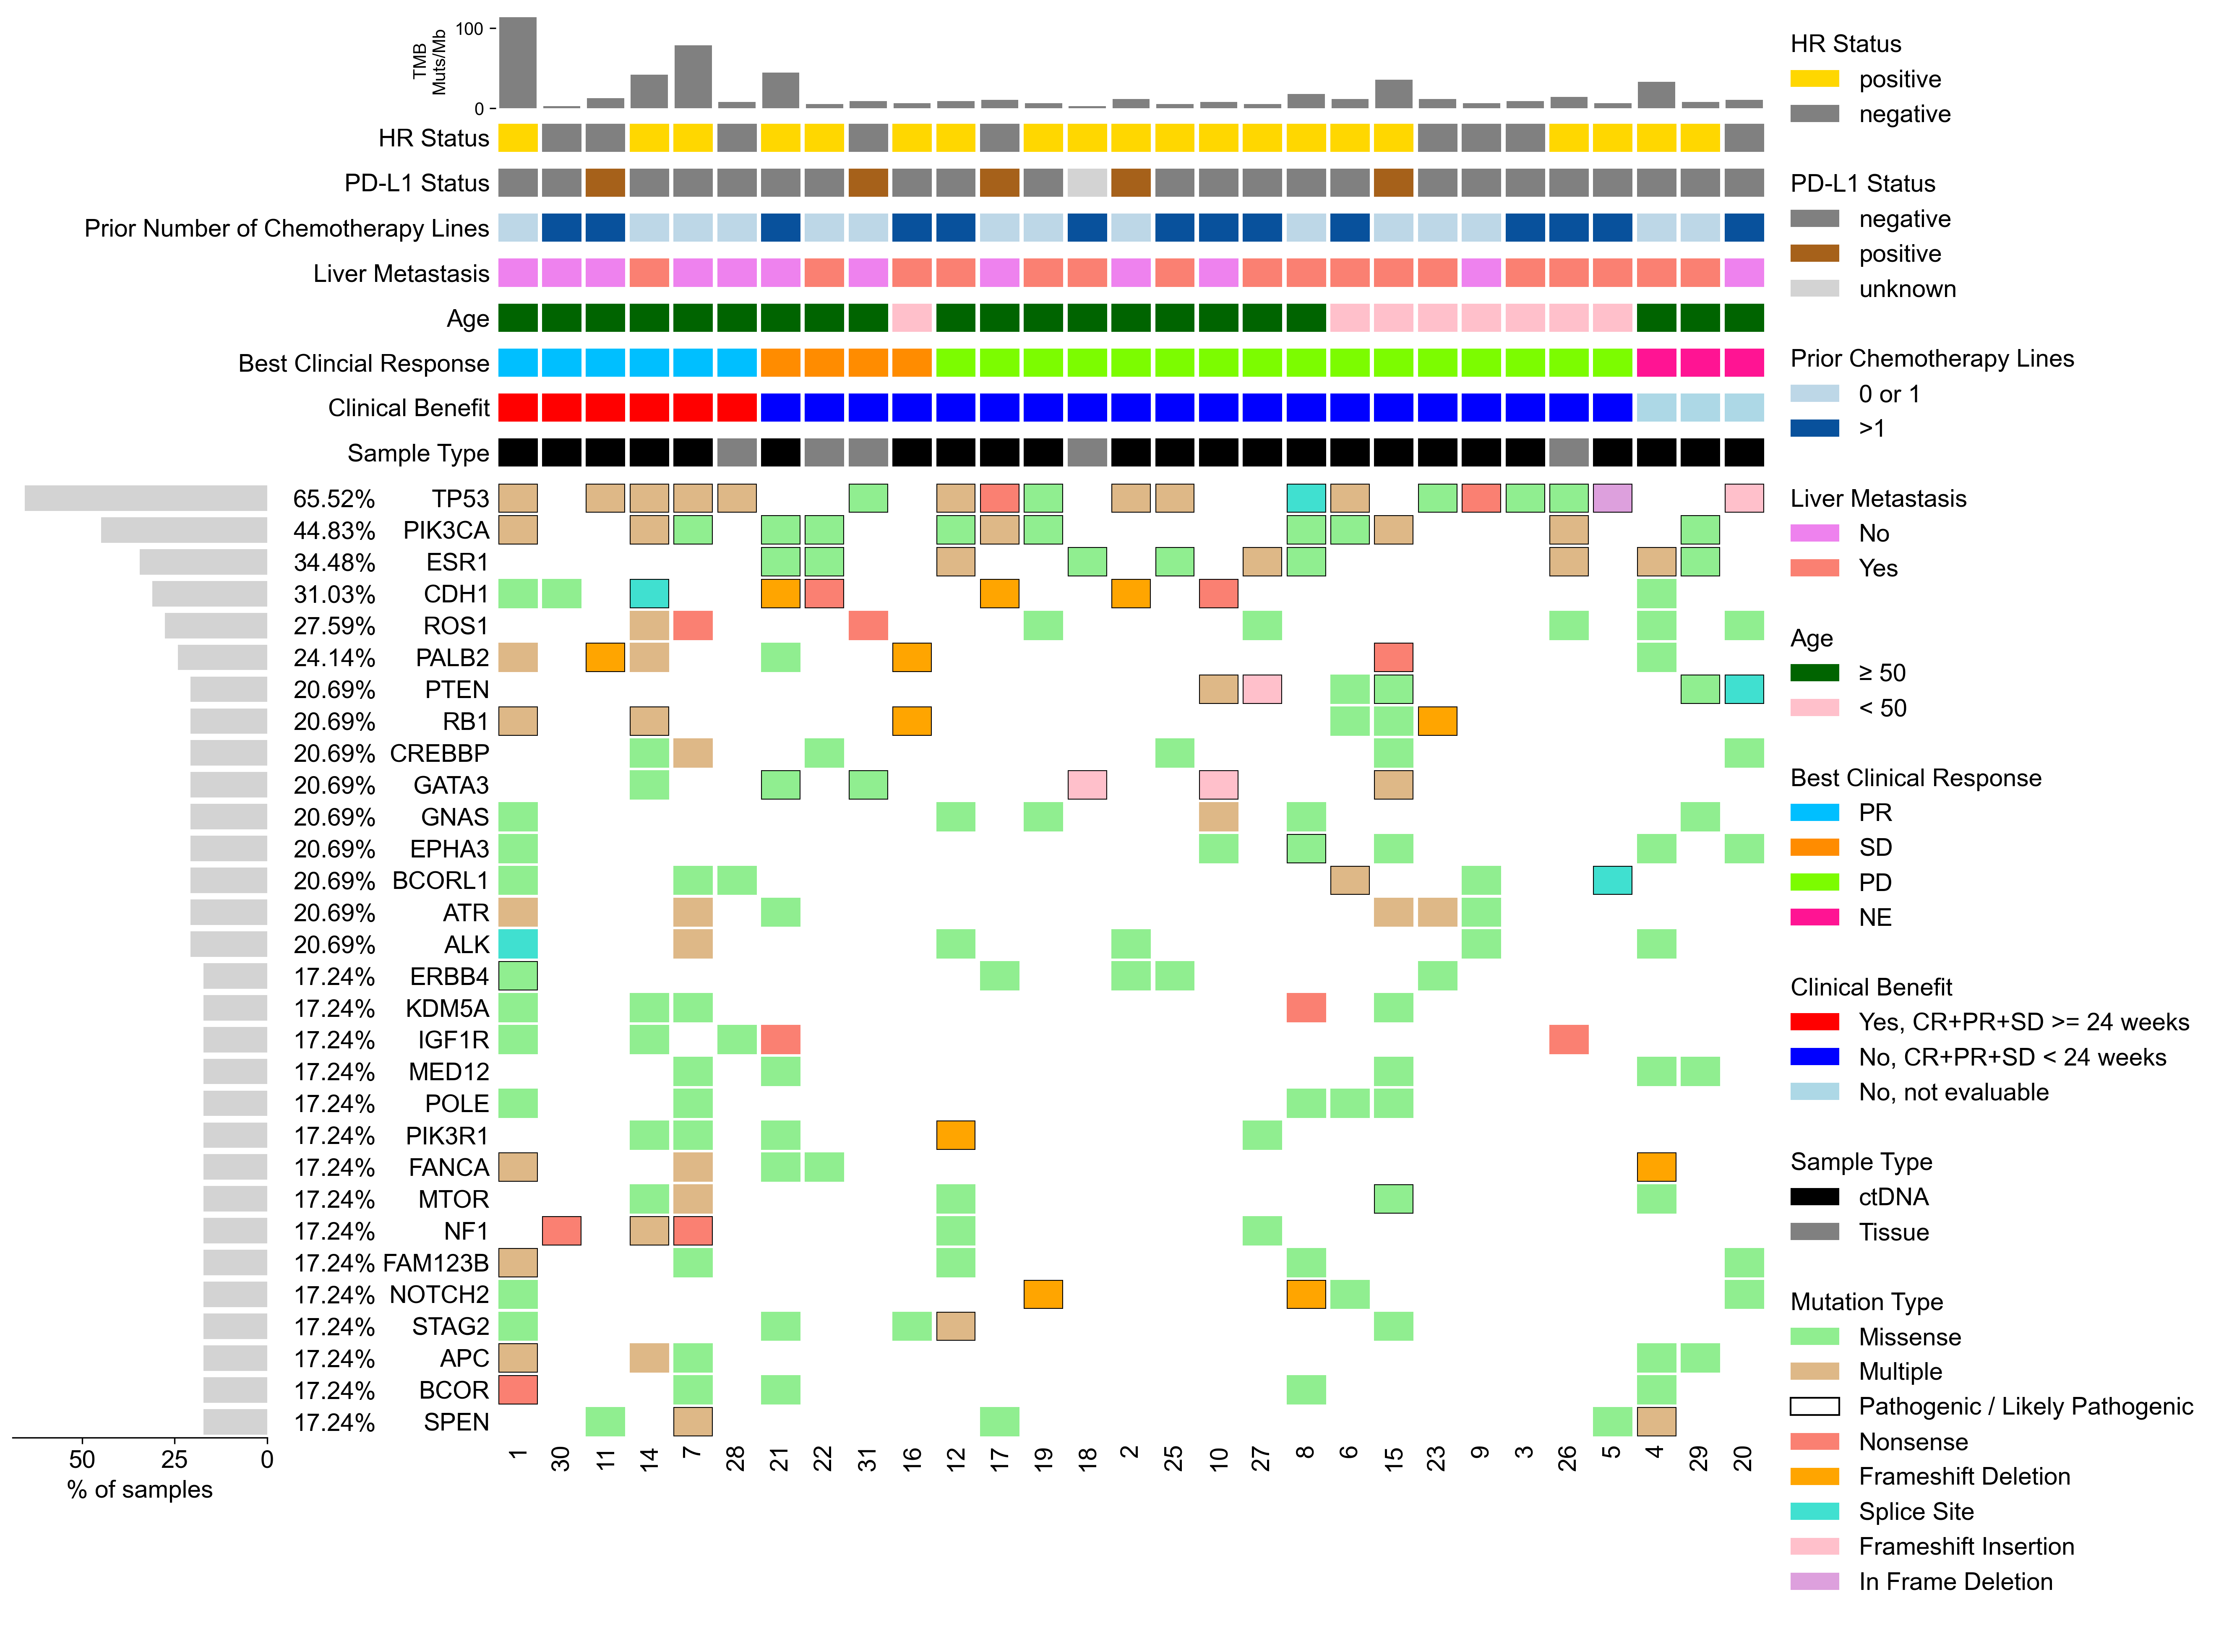 TMB
Muts/Mb
100
0
HR Status
PD-L1 Status
Prior Number of Chemotherapy Lines
Liver Metastasis
Age
Best Clincial Response
Clinical Benefit
Sample Type
65.52% TP53
44.83% PIK3CA
34.48% ESR1
31.03% CDH1
27.59% ROS1
24.14% PALB2
20.69% PTEN
20.69% RB1
20.69% CREBBP
20.69% GATA3
20.69% GNAS
20.69% EPHA3
20.69% BCORL1
20.69% ATR
20.69% ALK
17.24% ERBB4
17.24% KDM5A
17.24% IGF1R
17.24% MED12
17.24% POLE
17.24% PIK3R1
17.24% FANCA
17.24% MTOR
17.24% NF1
17.24% FAM123B
17.24% NOTCH2
17.24% STAG2
17.24% APC
17.24% BCOR
17.24% SPEN
50 25 0
% of samples
1 30 11 14 7 28 21 22 31 16 12 17 19 18 2 25 10 27 8 6 15 23 9 3 26 5 4 29 20
HR Status
positive
negative
PD-L1 Status
negative
positive
unknown
Prior Chemotherapy Lines
0 or 1
>1
Liver Metastasis
No
Yes
Age
≥ 50
< 50
Best Clinical Response
PR
SD
PD
NE
Clinical Benefit
Yes, CR+PR+SD >= 24 weeks
No, CR+PR+SD < 24 weeks
No, not evaluable
Sample Type
ctDNA
Tissue
Mutation Type
Missense
Multiple
Pathogenic / Likely Pathogenic
Nonsense
Frameshift Deletion
Splice Site
Frameshift Insertion
In Frame Deletion